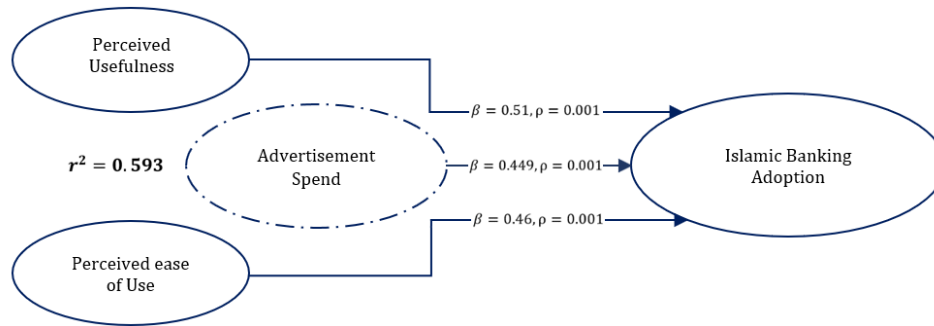 Perceived
Usefulness
β = 0.51, ρ = 0.001
r² = 0.593
Advertisement
Spend
β = 0.449, ρ = 0.001
Islamic Banking
Adoption
β = 0.46, ρ = 0.001
Perceived ease
of Use